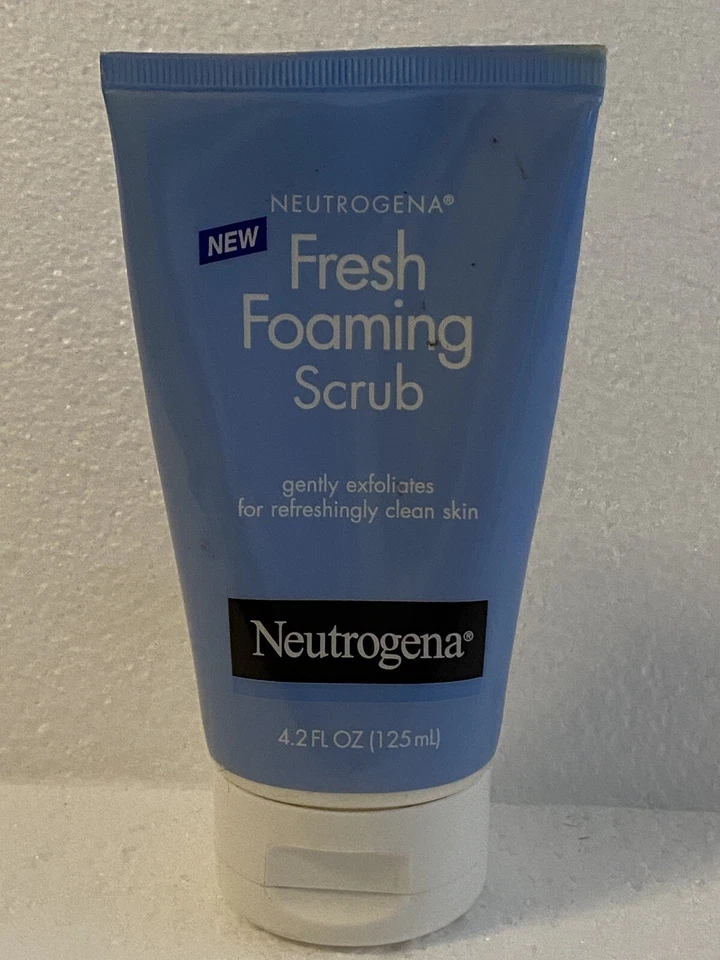 NEUTROGENA®
NEW
Fresh
Foaming
Scrub
gently exfoliates
for refreshingly clean skin
Neutrogena®
4.2 FL OZ (125 mL)